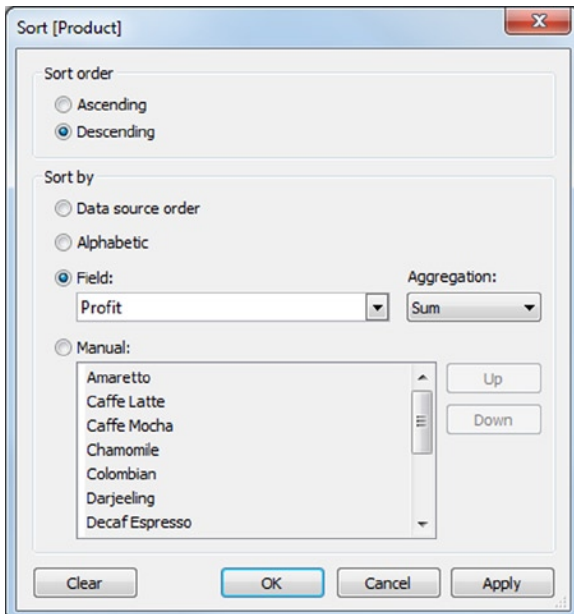 Sort [Product]
Sort order
Ascending
Descending
Sort by
Data source order
Alphabetic
Field: Aggregation:
Profit Sum
Manual:
Amaretto Up
Caffe Latte
Caffe Mocha Down
Chamomile
Colombian
Darjeeling
Decaf Espresso
Clear OK Cancel Apply